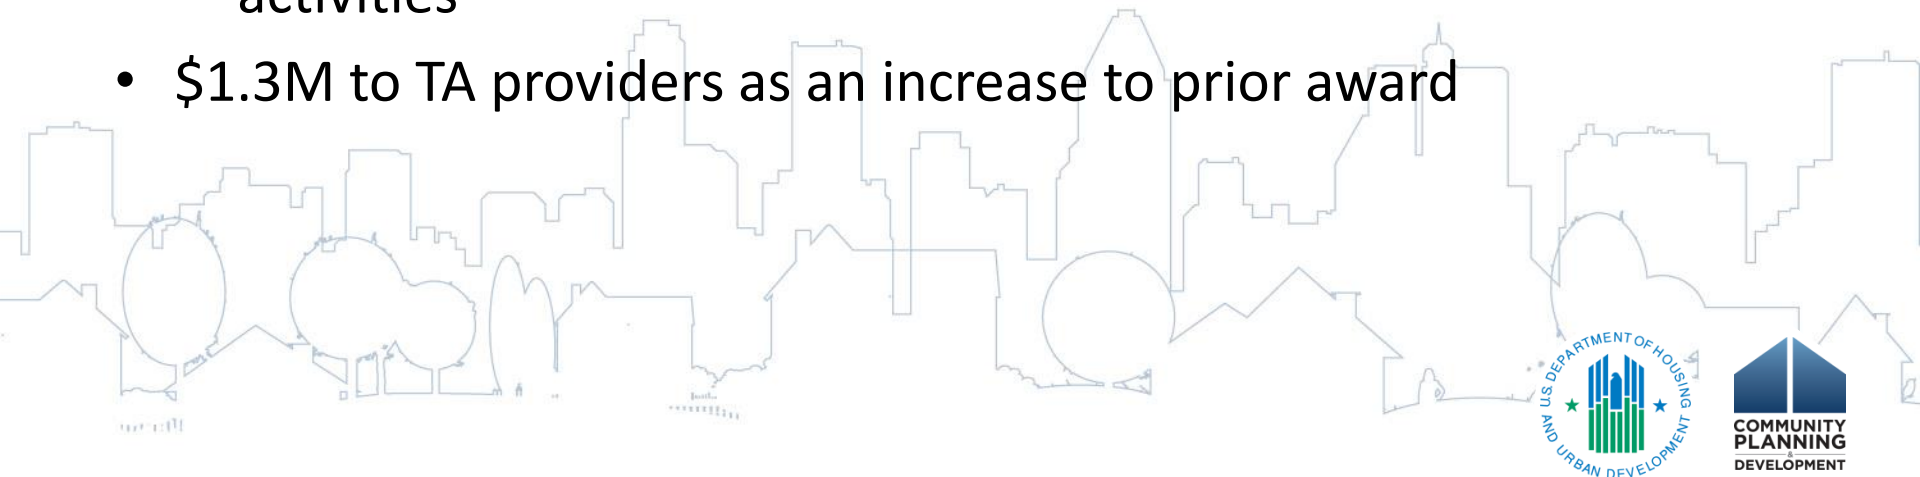 activities
• $1.3M to TA providers as an increase to prior award
U.S. DEPARTMENT OF HOUSING
AND URBAN DEVELOPMENT
COMMUNITY
PLANNING
&
DEVELOPMENT